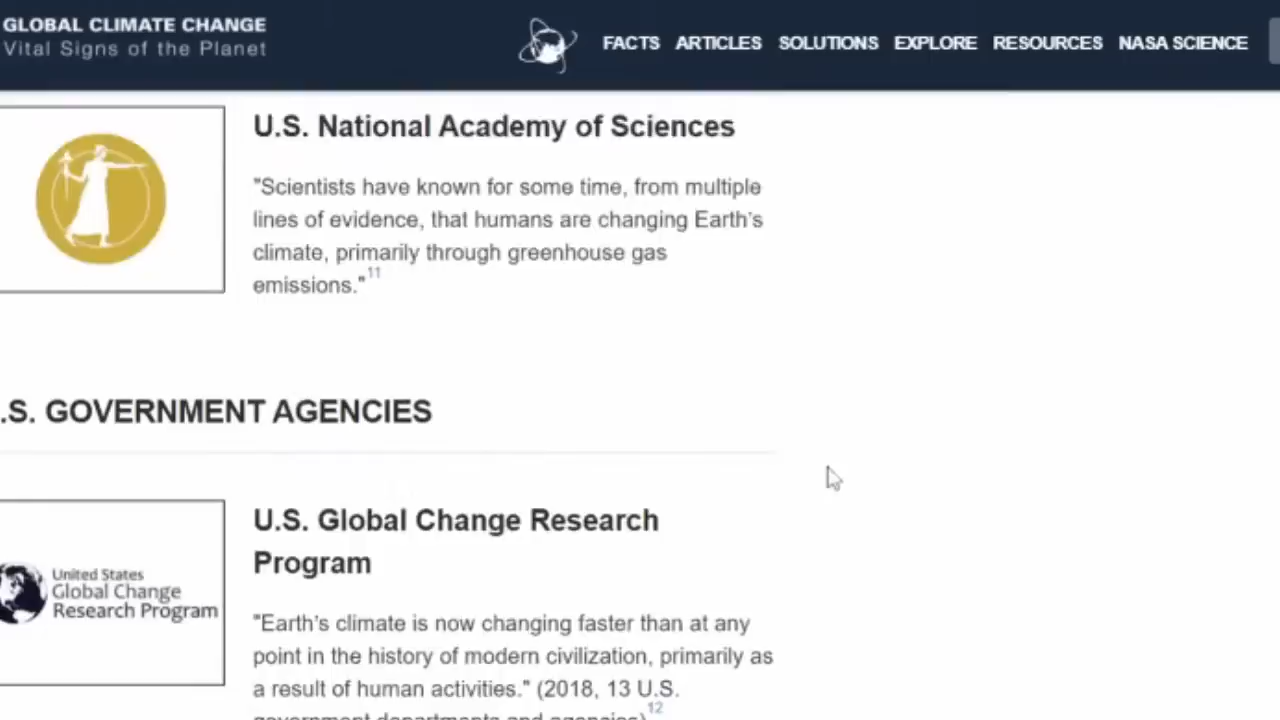 GLOBAL CLIMATE CHANGE
Vital Signs of the Planet
FACTS ARTICLES SOLUTIONS EXPLORE RESOURCES NASA SCIENCE
U.S. National Academy of Sciences
"Scientists have known for some time, from multiple
lines of evidence, that humans are changing Earth's
climate, primarily through greenhouse gas
emissions."11
.S. GOVERNMENT AGENCIES
United States
Global Change
Research Program
U.S. Global Change Research
Program
"Earth's climate is now changing faster than at any
point in the history of modern civilization, primarily as
a result of human activities." (2018, 13 U.S.
government departments and agencies)12